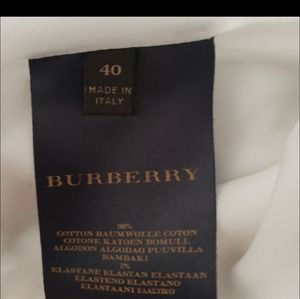 40
MADE IN
ITALY
BURBERRY
98%
COTTON BAUMWOLLE COTON
COTONE KATOEN BOMULL
ALGODON ALGODAO PUUVILLA
BAMBAKI
2%
ELASTANE ELASTAN ELASTAAN
ELASTENO ELASTANO
ELASTAANI ΕΛΑΣΤΙΚΟ